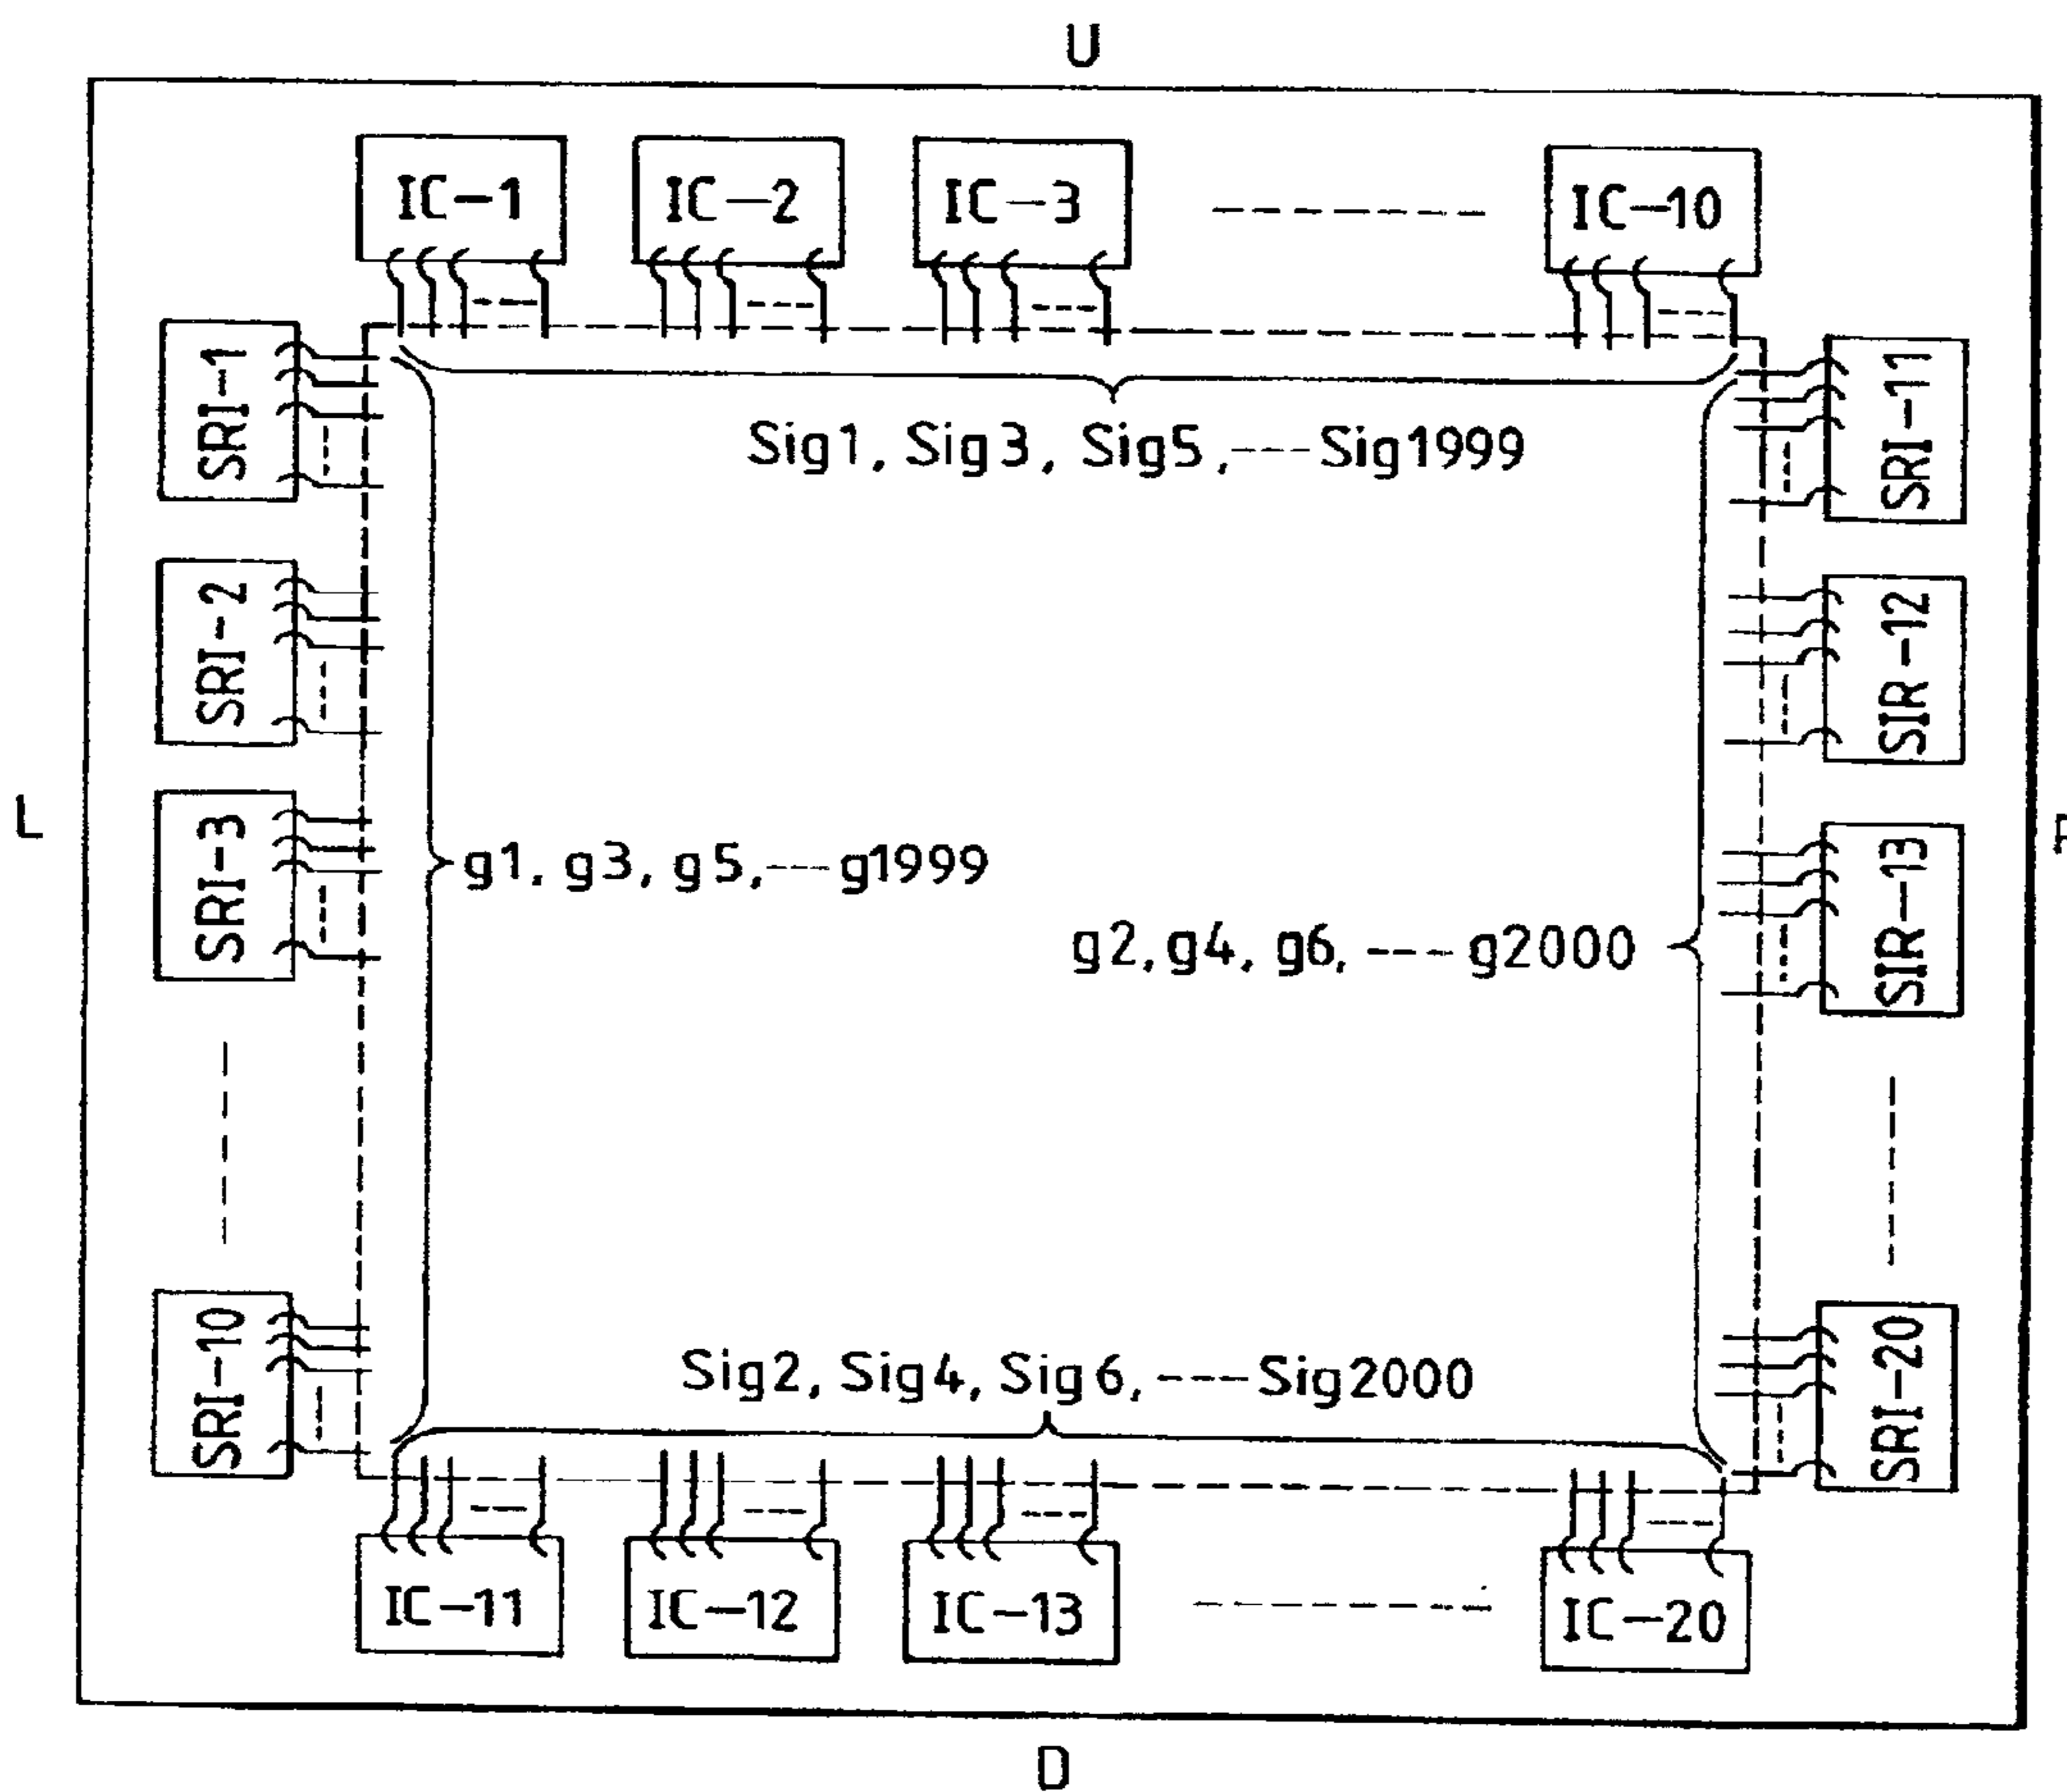 U
IC-1 IC-2 IC-3 IC-10
SRI-1
SRI-11
Sig1, Sig3, Sig5,---Sig1999
SRI-2
SIR-12
L
SRI-3
SIR-13
g1, g3, g5,---g1999
g2, g4, g6, ---g2000
SRI-10
SRI-20
Sig2, Sig4, Sig6,---Sig2000
IC-11 IC-12 IC-13 IC-20
D